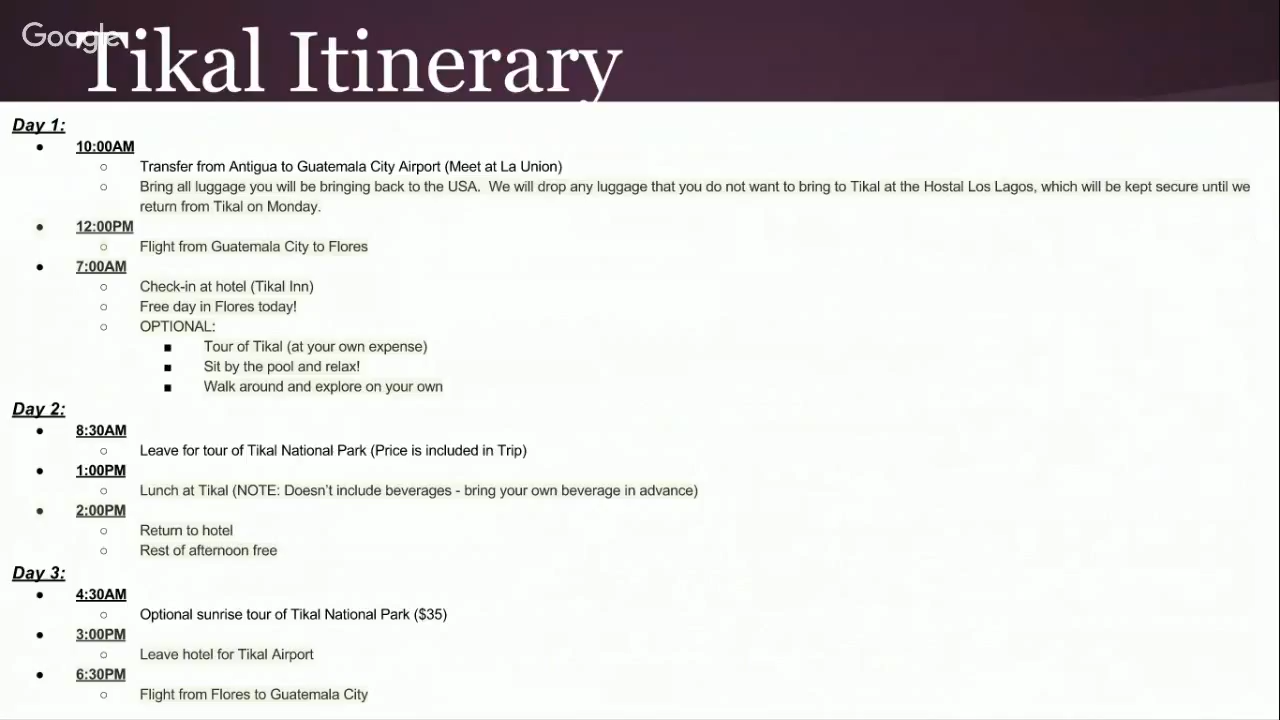 Google
Tikal Itinerary
Day 1:
● 10:00AM
○ Transfer from Antigua to Guatemala City Airport (Meet at La Union)
○ Bring all luggage you will be bringing back to the USA.  We will drop any luggage that you do not want to bring to Tikal at the Hostal Los Lagos, which will be kept secure until we
return from Tikal on Monday.
● 12:00PM
○ Flight from Guatemala City to Flores
● 7:00AM
○ Check-in at hotel (Tikal Inn)
○ Free day in Flores today!
○ OPTIONAL:
■ Tour of Tikal (at your own expense)
■ Sit by the pool and relax!
■ Walk around and explore on your own
Day 2:
● 8:30AM
○ Leave for tour of Tikal National Park (Price is included in Trip)
● 1:00PM
○ Lunch at Tikal (NOTE: Doesn't include beverages - bring your own beverage in advance)
● 2:00PM
○ Return to hotel
○ Rest of afternoon free
Day 3:
● 4:30AM
○ Optional sunrise tour of Tikal National Park ($35)
● 3:00PM
○ Leave hotel for Tikal Airport
● 6:30PM
○ Flight from Flores to Guatemala City